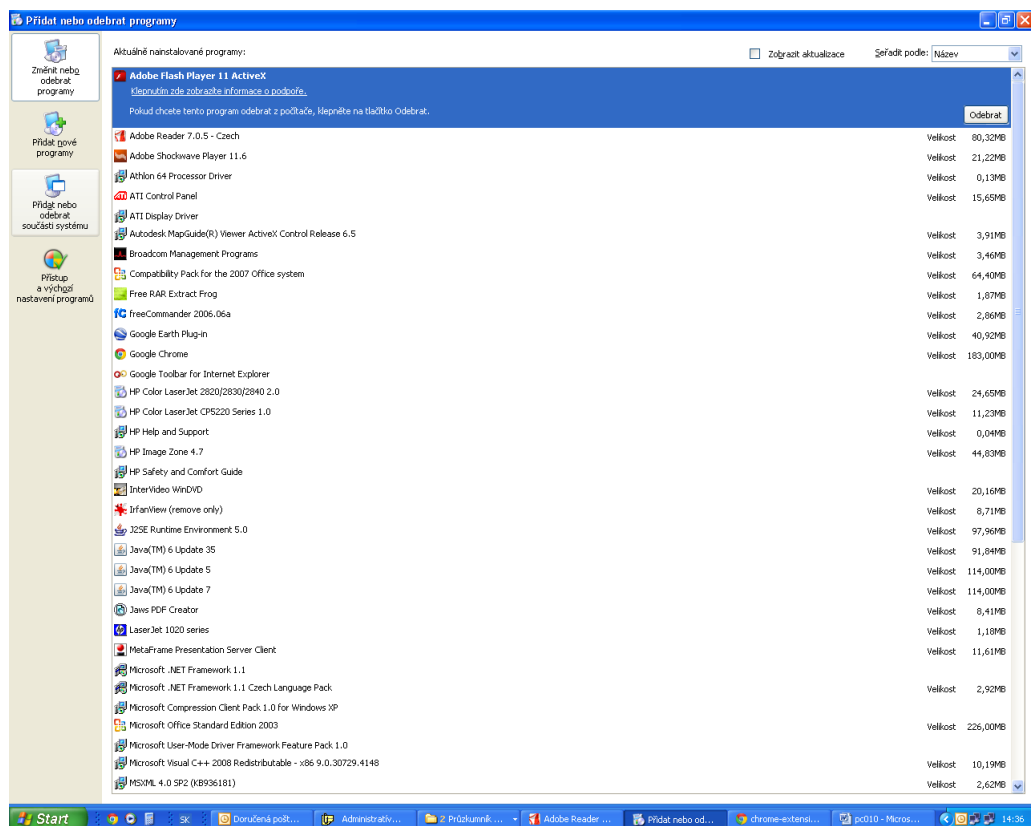 Přidat nebo odebrat programy
Změnit nebo
odebrat
programy
Přidat nové
programy
Přidat nebo
odebrat
součásti systému
Přístup
a výchozí
nastavení programů
Aktuálně nainstalované programy:
Zobrazit aktualizace
Seřadit podle: Název
Adobe Flash Player 11 ActiveX
Klepnutím zde zobrazíte informace o podpoře.
Pokud chcete tento program odebrat z počítače, klepněte na tlačítko Odebrat.
Odebrat
Adobe Reader 7.0.5 - Czech Velikost 80,32MB
Adobe Shockwave Player 11.6 Velikost 21,22MB
Athlon 64 Processor Driver Velikost 0,13MB
ATI Control Panel Velikost 15,65MB
ATI Display Driver
Autodesk MapGuide(R) Viewer ActiveX Control Release 6.5 Velikost 3,91MB
Broadcom Management Programs Velikost 3,46MB
Compatibility Pack for the 2007 Office system Velikost 64,40MB
Free RAR Extract Frog Velikost 1,87MB
freeCommander 2006.06a Velikost 2,86MB
Google Earth Plug-in Velikost 40,92MB
Google Chrome Velikost 183,00MB
Google Toolbar for Internet Explorer
HP Color LaserJet 2820/2830/2840 2.0 Velikost 24,65MB
HP Color LaserJet CP5220 Series 1.0 Velikost 11,23MB
HP Help and Support Velikost 0,04MB
HP Image Zone 4.7 Velikost 44,83MB
HP Safety and Comfort Guide
InterVideo WinDVD Velikost 20,16MB
IrfanView (remove only) Velikost 8,71MB
J2SE Runtime Environment 5.0 Velikost 97,96MB
Java(TM) 6 Update 35 Velikost 91,84MB
Java(TM) 6 Update 5 Velikost 114,00MB
Java(TM) 6 Update 7 Velikost 114,00MB
Jaws PDF Creator Velikost 8,41MB
LaserJet 1020 series Velikost 1,18MB
MetaFrame Presentation Server Client Velikost 11,61MB
Microsoft .NET Framework 1.1
Microsoft .NET Framework 1.1 Czech Language Pack Velikost 2,92MB
Microsoft Compression Client Pack 1.0 for Windows XP
Microsoft Office Standard Edition 2003 Velikost 226,00MB
Microsoft User-Mode Driver Framework Feature Pack 1.0
Microsoft Visual C++ 2008 Redistributable - x86 9.0.30729.4148 Velikost 10,19MB
MSXML 4.0 SP2 (KB936181) Velikost 2,62MB
Start SK Doručená pošt... Administratív... 2 Průzkumník ... Adobe Reader ... Přidat nebo od... chrome-extensi... pc010 - Micros... 14:36